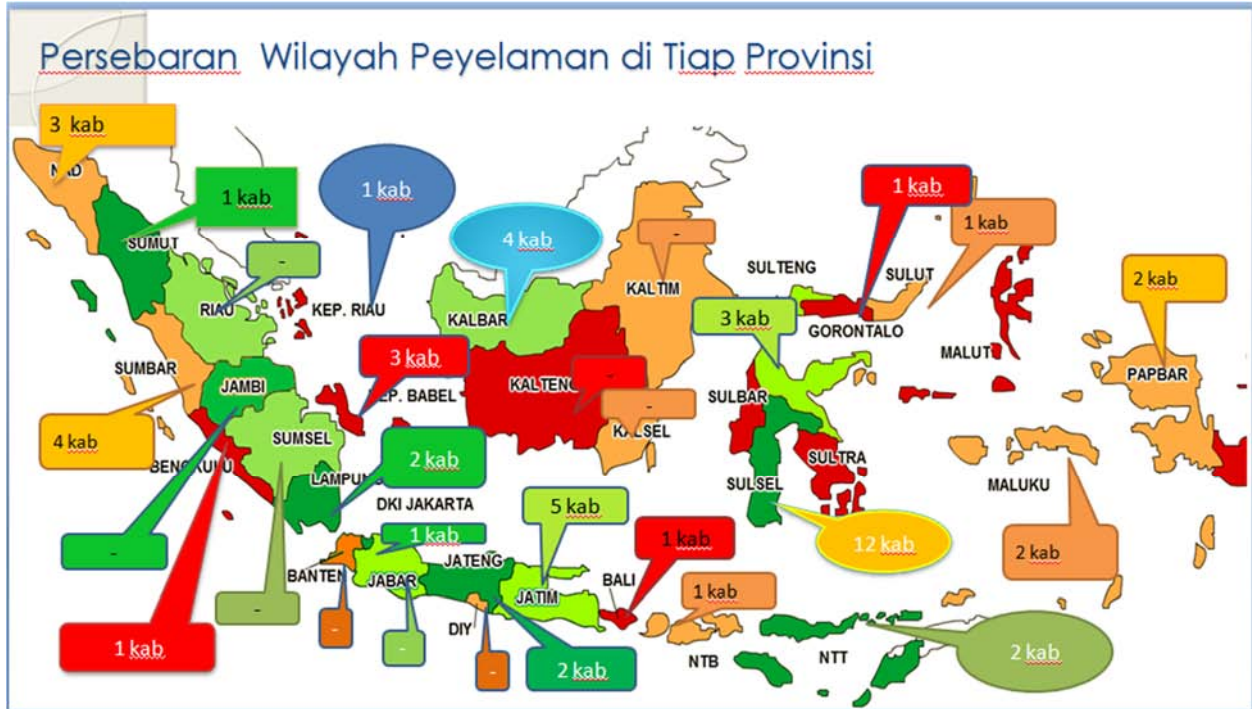 Persebaran Wilayah Peyelaman di Tiap Provinsi
3 kab
NAD
1 kab
SUMUT
1 kab
4 kab
-
1 kab
1 kab
SULTENG
SULUT
-
RIAU
KEP. RIAU
KALBAR
KALTIM
3 kab
GORONTALO
2 kab
MALUT
SUMBAR
JAMBI
3 kab
EP. BABEL
KALTENG
-
SULBAR
PAPBAR
4 kab
SUMSEL
-
KALSEL
BENGKULU
LAMPUNG
2 kab
SULSEL
SULTRA
MALUKU
DKI JAKARTA
5 kab
12 kab
2 kab
-
1 kab
BANTEN
JABAR
JATENG
JATIM
1 kab
BALI
1 kab
-
-
-
DIY
-
2 kab
1 kab
NTB
NTT
2 kab